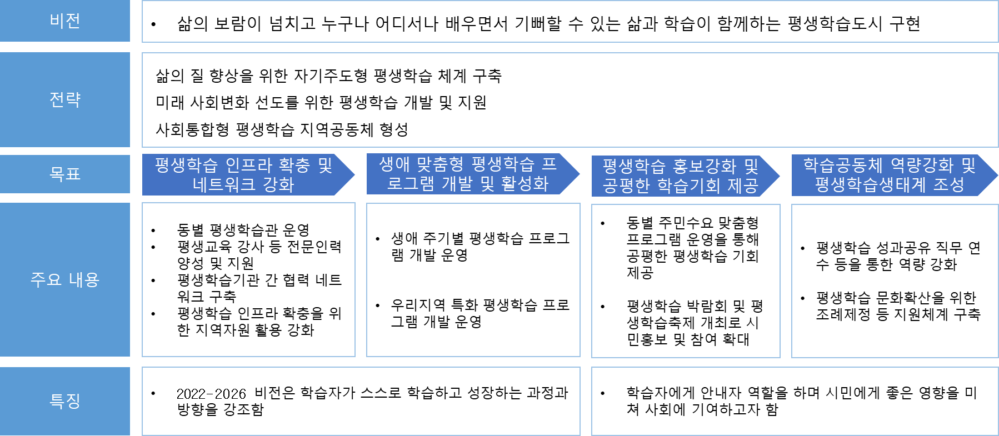 비전
• 삶의 보람이 넘치고 누구나 어디서나 배우면서 기뻐할 수 있는 삶과 학습이 함께하는 평생학습도시 구현
전략
삶의 질 향상을 위한 자기주도형 평생학습 체계 구축
미래 사회변화 선도를 위한 평생학습 개발 및 지원
사회통합형 평생학습 지역공동체 형성
목표
평생학습 인프라 확충 및
네트워크 강화
생애 맞춤형 평생학습 프
로그램 개발 및 활성화
평생학습 홍보강화 및
공평한 학습기회 제공
학습공동체 역량강화 및
평생학습생태계 조성
주요 내용
• 동별 평생학습관 운영
• 평생교육 강사 등 전문인력
양성 및 지원
• 평생학습기관 간 협력 네트
워크 구축
• 평생학습 인프라 확충을 위
한 지역자원 활용 강화
• 생애 주기별 평생학습 프로그
램 개발 운영
• 우리지역 특화 평생학습 프로
그램 개발 운영
• 동별 주민수요 맞춤형
프로그램 운영을 통해
공평한 평생학습 기회
제공
• 평생학습 박람회 및 평
생학습축제 개최로 시
민홍보 및 참여 확대
• 평생학습 성과공유 직무 연
수 등을 통한 역량 강화
• 평생학습 문화확산을 위한
조례제정 등 지원체계 구축
특징
• 2022-2026 비전은 학습자가 스스로 학습하고 성장하는 과정과
방향을 강조함
• 학습자에게 안내자 역할을 하며 시민에게 좋은 영향을 미
쳐 사회에 기여하고자 함